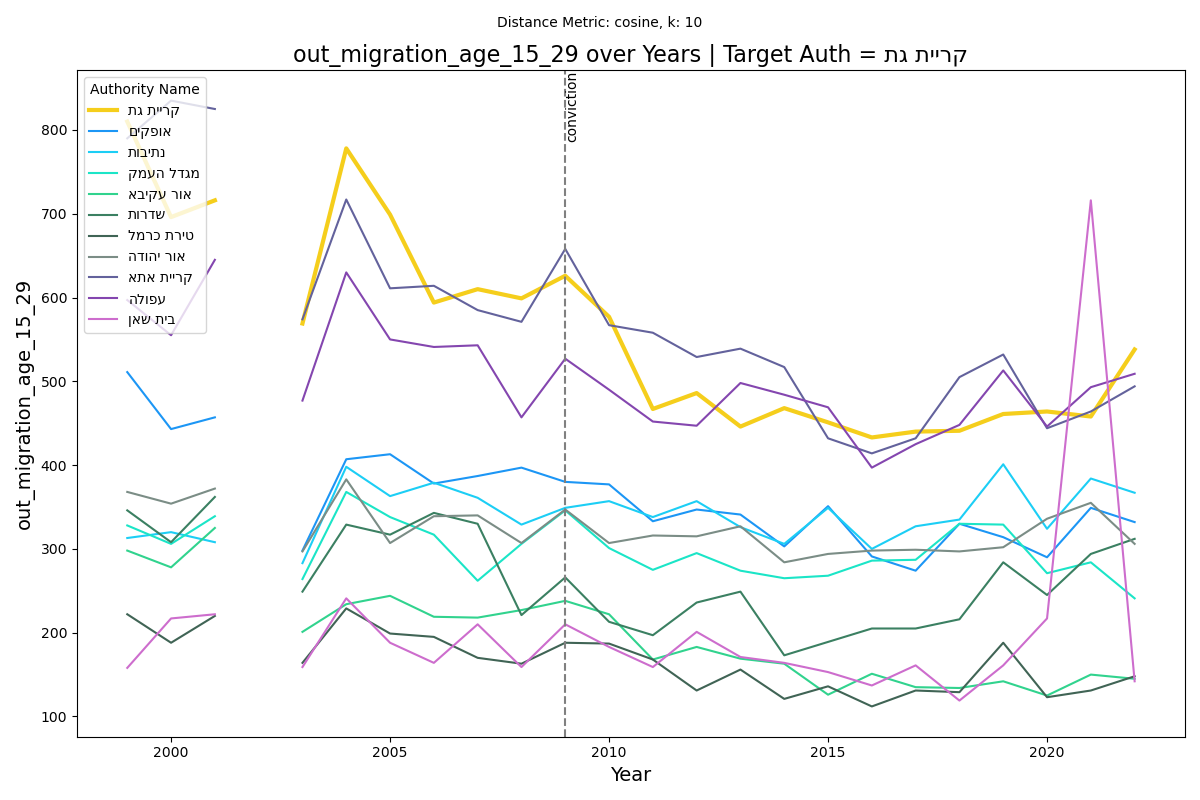 Distance Metric: cosine, k: 10
out_migration_age_15_29 over Years | Target Auth = קריית גת
conviction
Authority Name
קריית גת
אופקים
נתיבות
מגדל העמק
אור עקיבא
שדרות
טירת כרמל
אור יהודה
קריית אתא
עפולה
בית שאן
out_migration_age_15_29
800
700
600
500
400
300
200
100
2000
2005
2010
2015
2020
Year